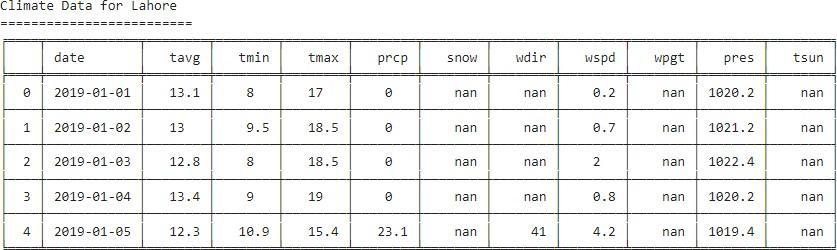 Climate Data for Lahore
=========================
date tavg tmin tmax prcp snow wdir wspd wpgt pres tsun
0 2019-01-01 13.1 8 17 0 nan nan 0.2 nan 1020.2 nan
1 2019-01-02 13 9.5 18.5 0 nan nan 0.7 nan 1021.2 nan
2 2019-01-03 12.8 8 18.5 0 nan nan 2 nan 1022.4 nan
3 2019-01-04 13.4 9 19 0 nan nan 0.8 nan 1020.2 nan
4 2019-01-05 12.3 10.9 15.4 23.1 nan 41 4.2 nan 1019.4 nan